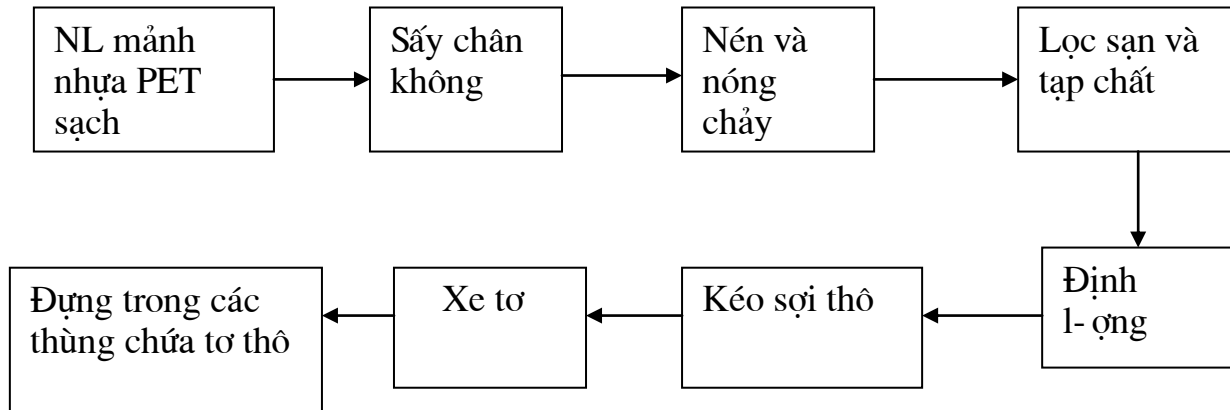 NL mảnh
nhựa PET
sạch
Sấy chân
không
Nén và
nóng
chảy
Lọc sạn và
tạp chất
Định
l- ợng
Kéo sợi thô
Xe tơ
Đựng trong các
thùng chứa tơ thô